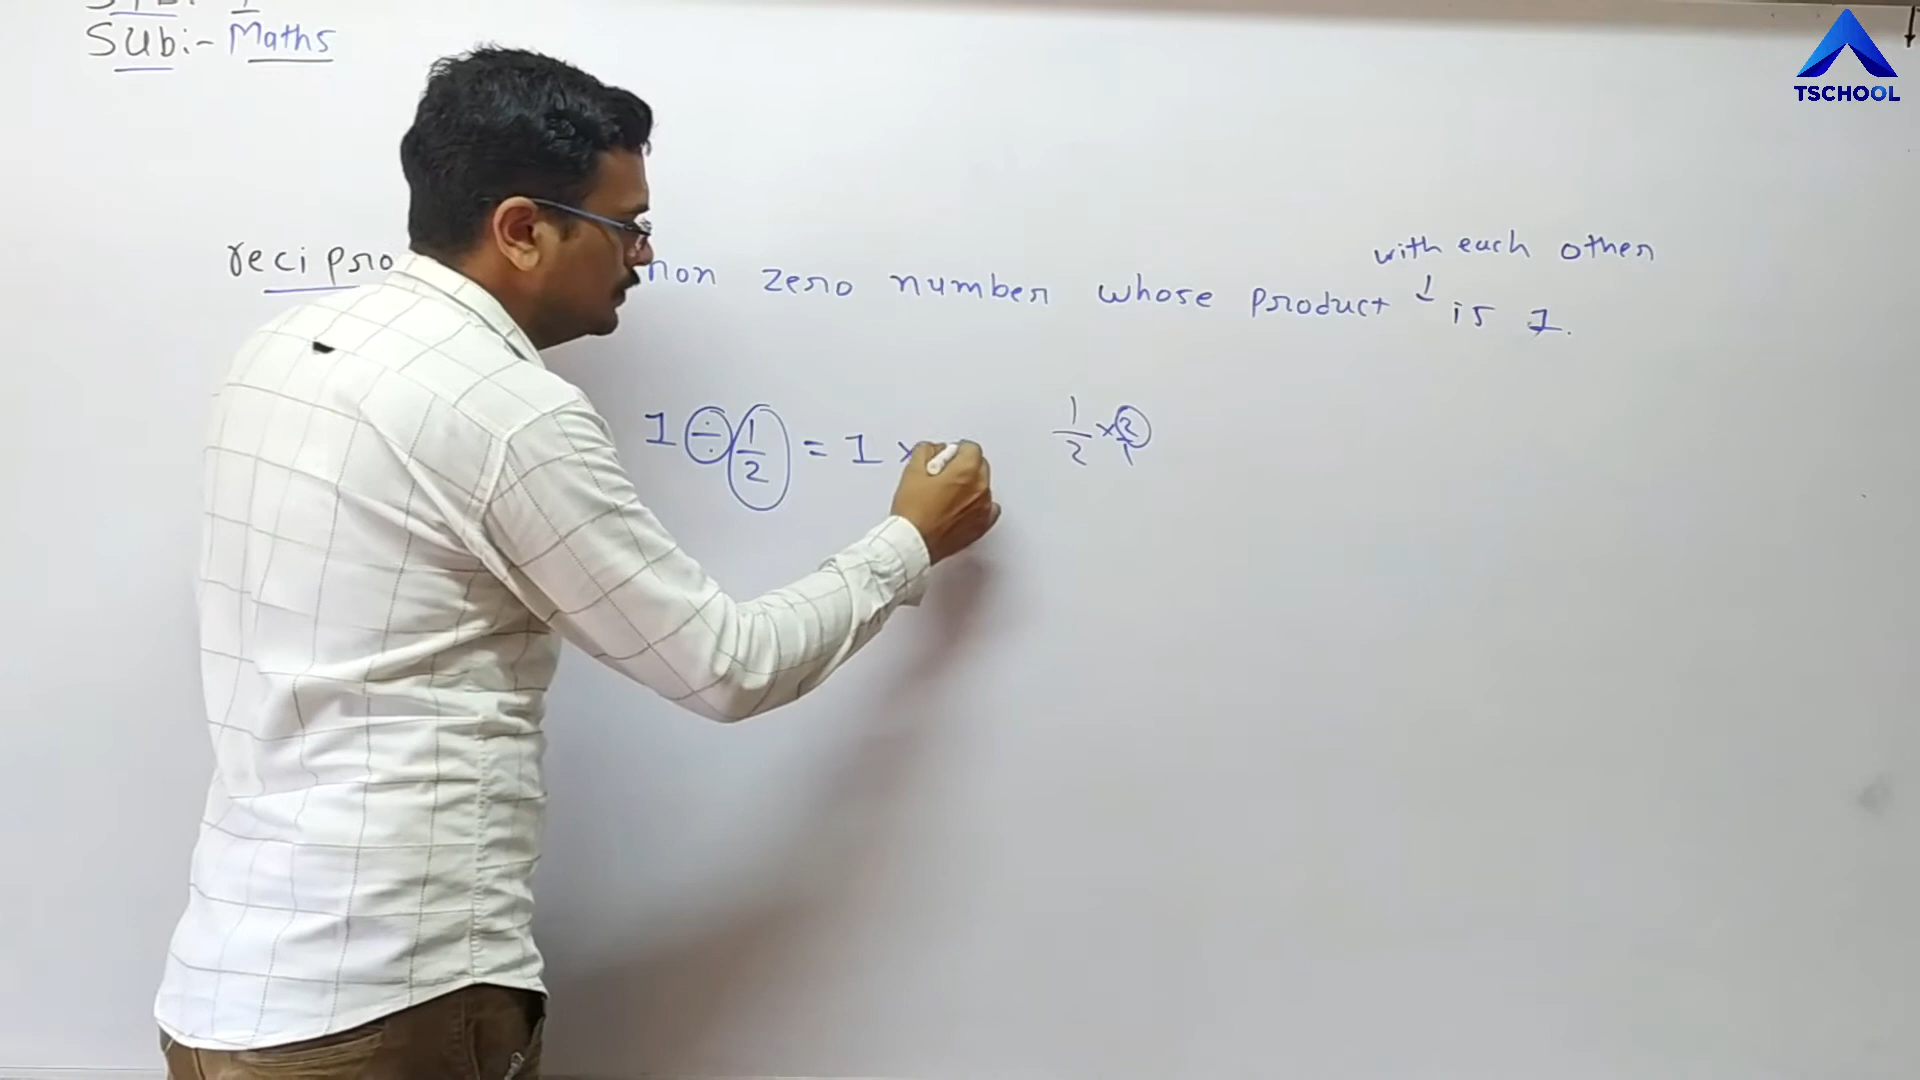 Sub:- Maths
TSCHOOL
with each other
recipro non zero number whose product ↓ is 1.
1 ÷ 1/2 = 1 × 1/2 × 2/1